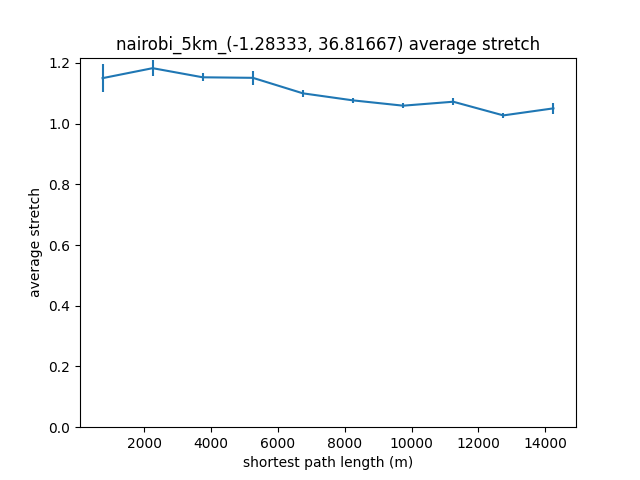 nairobi_5km_(-1.28333, 36.81667) average stretch
1.2
1.0
0.8
0.6
0.4
0.2
0.0
average stretch
2000 4000 6000 8000 10000 12000 14000
shortest path length (m)